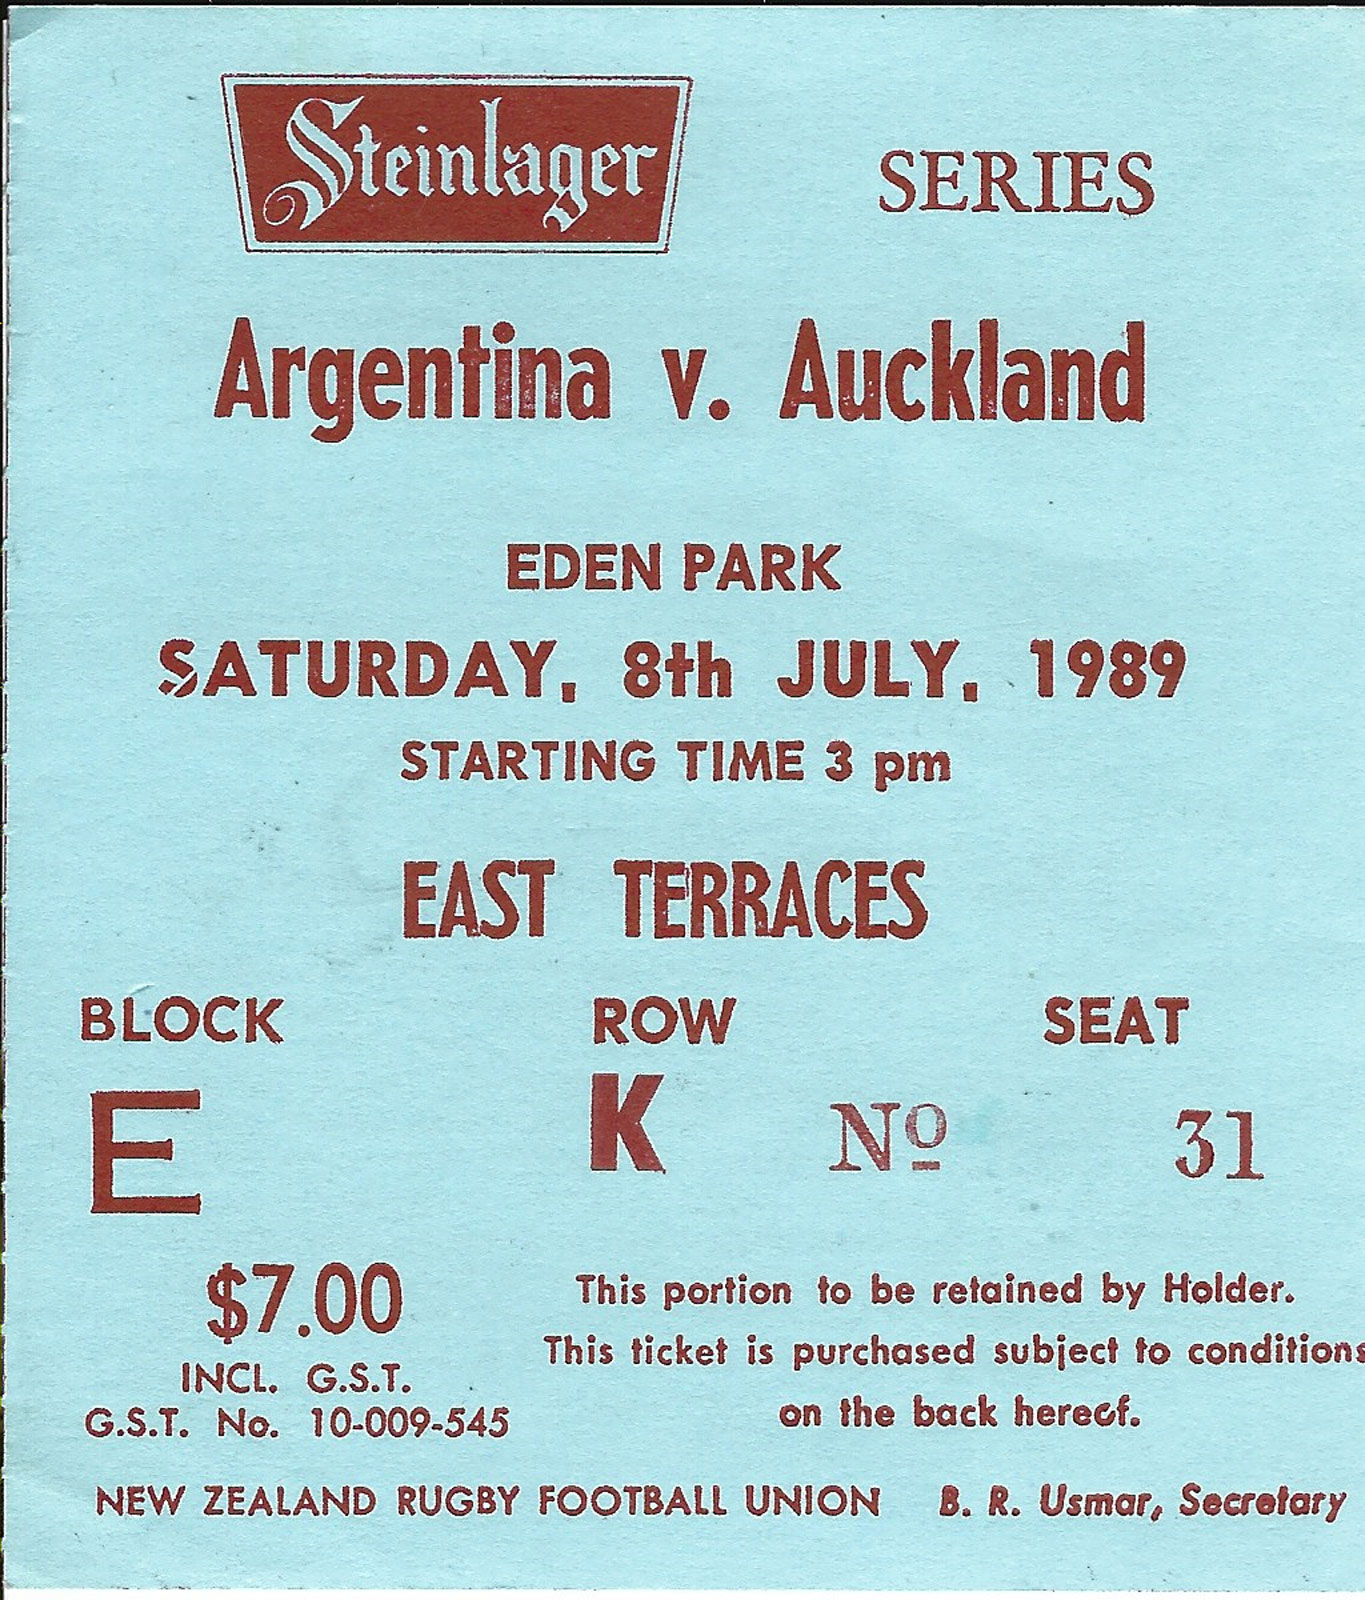 Steinlager SERIES
Argentina v. Auckland
EDEN PARK
SATURDAY, 8th JULY, 1989
STARTING TIME 3 pm
EAST TERRACES
BLOCK ROW SEAT
E K Nº 31
$7.00
INCL. G.S.T.
G.S.T. No. 10-009-545
This portion to be retained by Holder.
This ticket is purchased subject to conditions
on the back hereof.
NEW ZEALAND RUGBY FOOTBALL UNION B. R. Usmar, Secretary